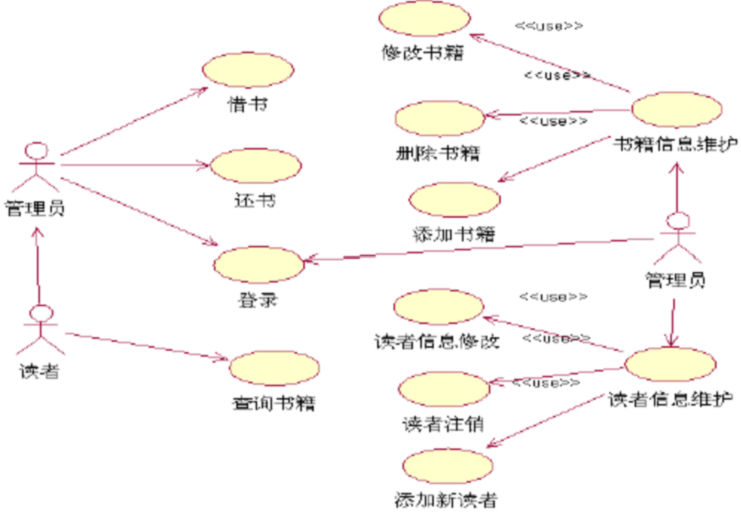 <<use>>
修改书籍
<<use>>
借书
<<use>>
书籍信息维护
删除书籍
还书
管理员
添加书籍
管理员
登录
<<use>>
读者信息修改
<<use>>
读者
<<use>>
查询书籍
读者注销
读者信息维护
添加新读者